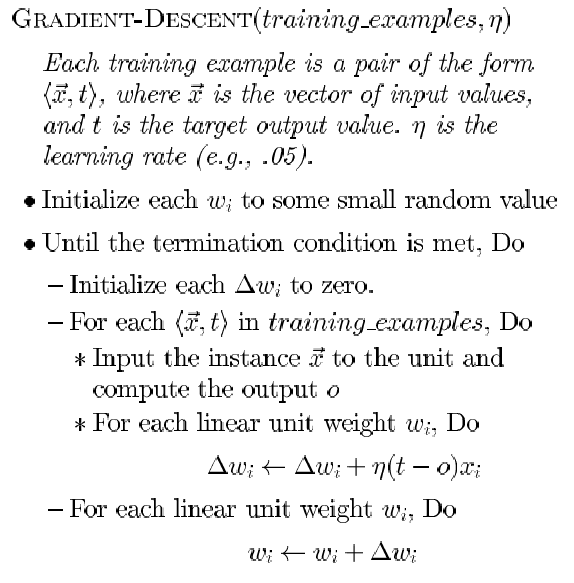 GRADIENT-DESCENT(training_examples, η)
Each training example is a pair of the form
⟨x⃗, t⟩, where x⃗ is the vector of input values,
and t is the target output value. η is the
learning rate (e.g., .05).
• Initialize each wᵢ to some small random value
• Until the termination condition is met, Do
– Initialize each Δwᵢ to zero.
– For each ⟨x⃗, t⟩ in training_examples, Do
* Input the instance x⃗ to the unit and
compute the output o
* For each linear unit weight wᵢ, Do
Δwᵢ ← Δwᵢ + η(t − o)xᵢ
– For each linear unit weight wᵢ, Do
wᵢ ← wᵢ + Δwᵢ